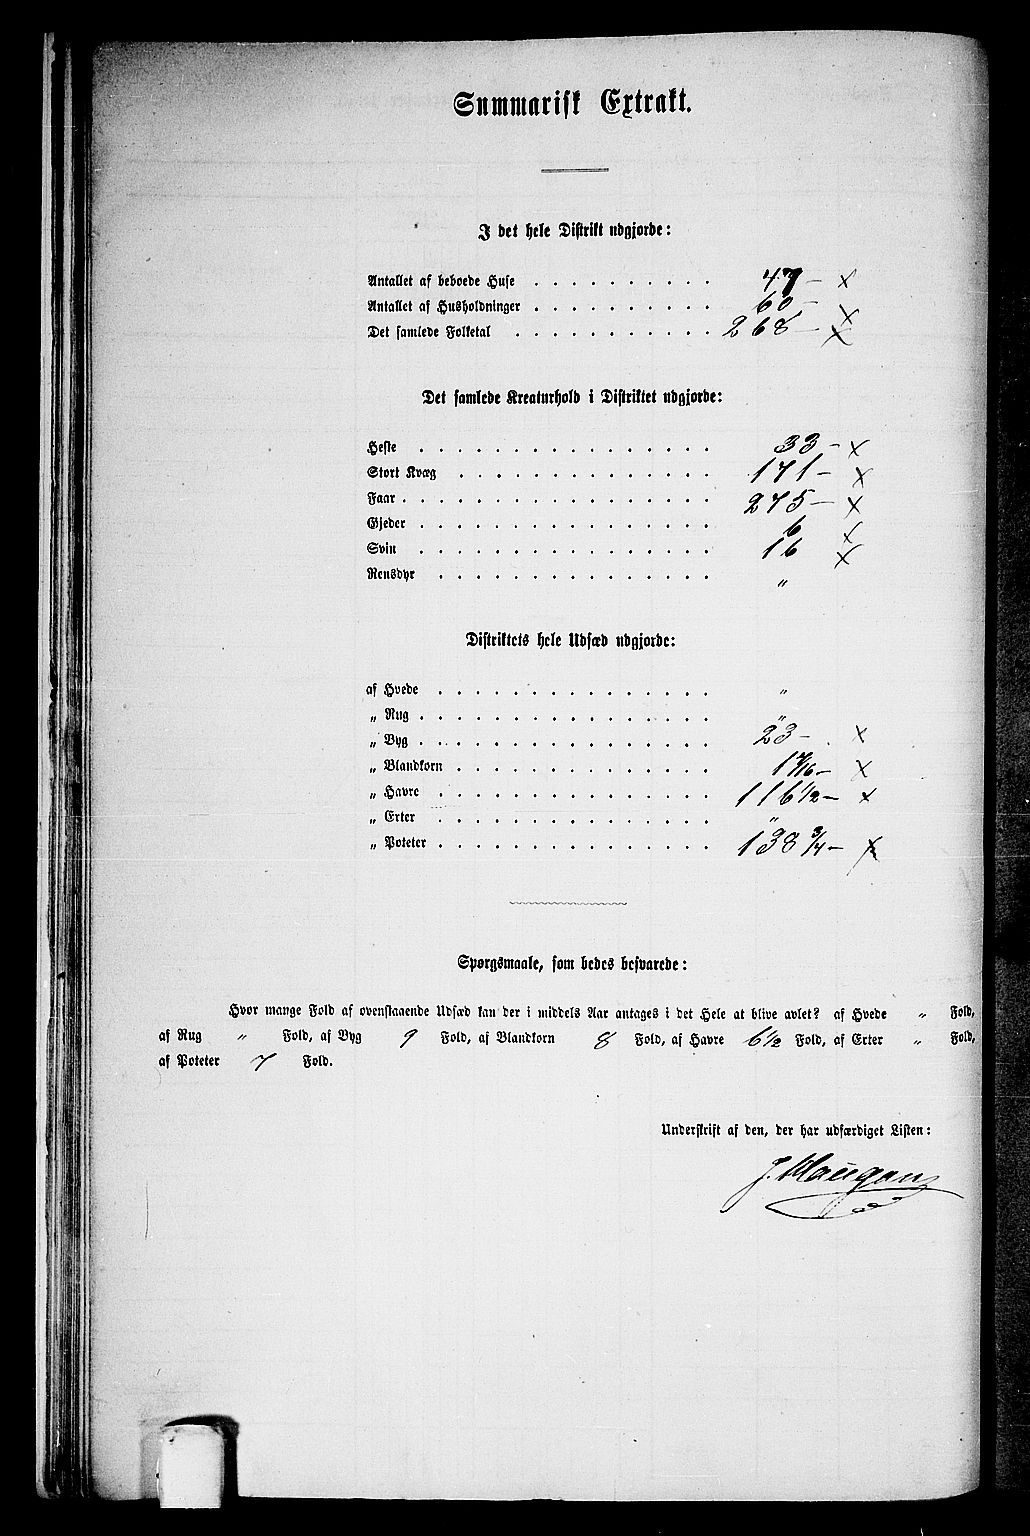 Summarisk Extrakt.
I det hele Distrikt udgjorde:
Antallet af beboede Huse . . . . . . . . . . 47 – x
Antallet af Husholdninger . . . . . . . . . . 60 – x
Det samlede Folketal . . . . . . . . . . . 268 – x
Det samlede Kreaturhold i Distriktet udgjorde:
Heste . . . . . . . . . . . . . . . . 33 – x
Stort Kvæg . . . . . . . . . . . . . . 171 – x
Faar . . . . . . . . . . . . . . . . . 275 – x
Gjeder . . . . . . . . . . . . . . . . 6 x
Svin . . . . . . . . . . . . . . . . 16 x
Rensdyr . . . . . . . . . . . . . . . "
Distriktets hele Udsæd udgjorde:
af Hvede . . . . . . . . . . . . . . . "
„ Rug . . . . . . . . . . . . . . . . "
„ Byg . . . . . . . . . . . . . . . . 23 – x
„ Blandkorn . . . . . . . . . . . . . . 1 7/16 – x
„ Havre . . . . . . . . . . . . . . . 116 1/2 – x
„ Erter . . . . . . . . . . . . . . . "
„ Poteter . . . . . . . . . . . . . . . 138 3/4 – x
Spørgsmaale, som bedes besvarede:
Hvor mange Fold af ovenstaaende Udsæd kan der i middels Aar antages i det Hele at blive avlet? af Hvede " Fold,
af Rug " Fold, af Byg 9 Fold, af Blandkorn 8 Fold, af Havre 6 1/2 Fold, af Erter " Fold,
af Poteter 7 Fold.
Underskrift af den, der har udfærdiget Listen:
J. Haugan